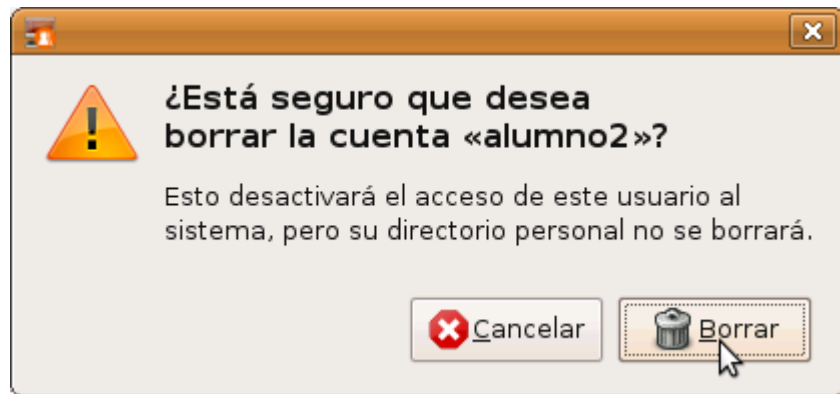 ¿Está seguro que desea
borrar la cuenta «alumno2»?
Esto desactivará el acceso de este usuario al
sistema, pero su directorio personal no se borrará.
Cancelar
Borrar